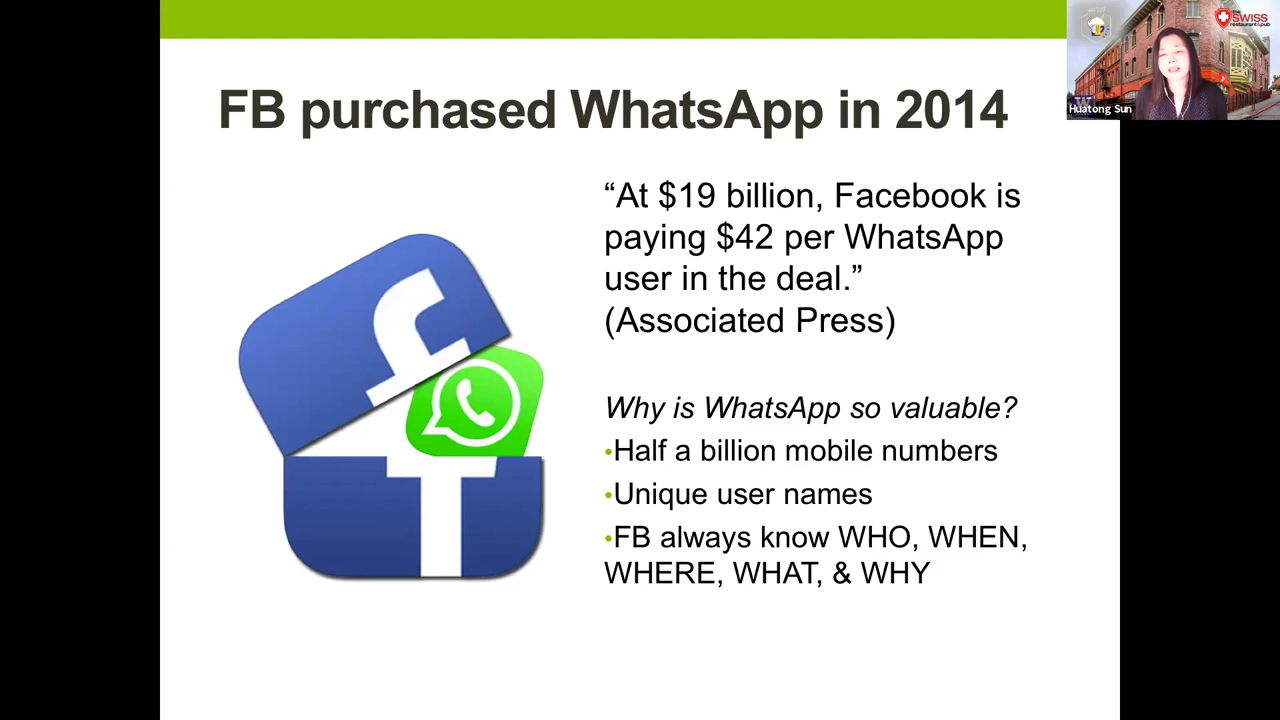 FB purchased WhatsApp in 2014
“At $19 billion, Facebook is
paying $42 per WhatsApp
user in the deal.”
(Associated Press)
Why is WhatsApp so valuable?
•Half a billion mobile numbers
•Unique user names
•FB always know WHO, WHEN,
WHERE, WHAT, & WHY
SWISS
restaurant&pub
Huatong Sun